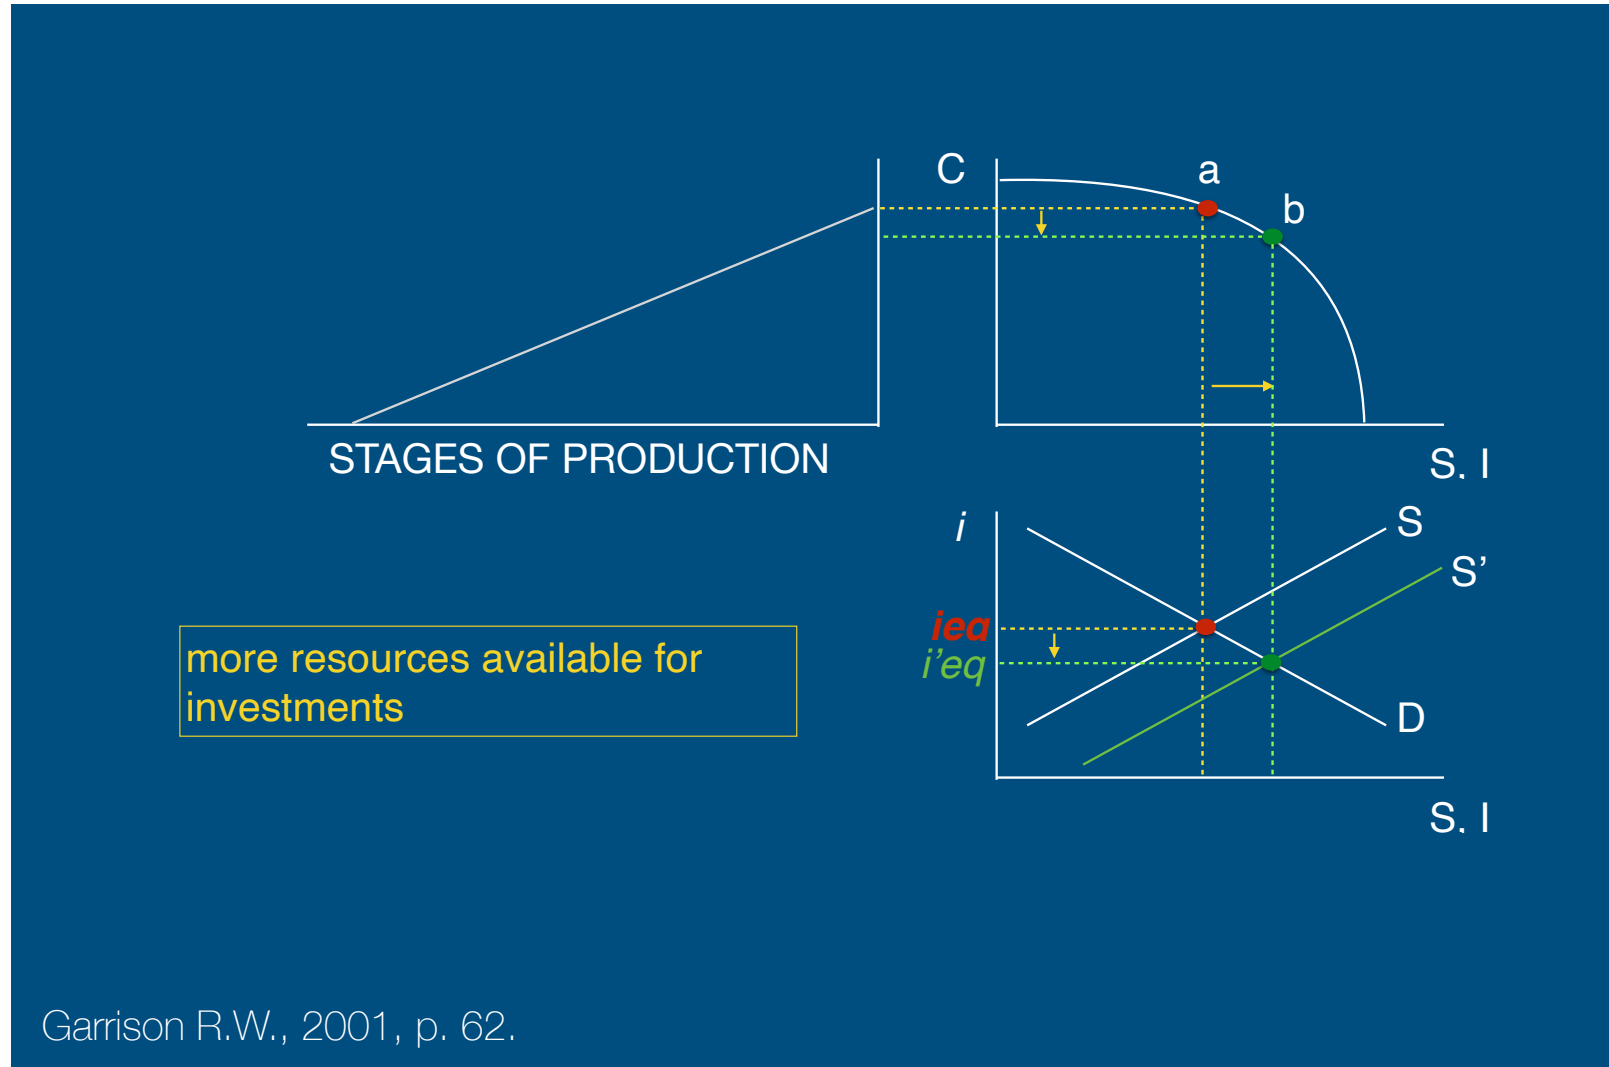 C
a
b
STAGES OF PRODUCTION
S, I
i
S
S’
ieq
i’eq
more resources available for
investments
D
S, I
Garrison R.W., 2001, p. 62.